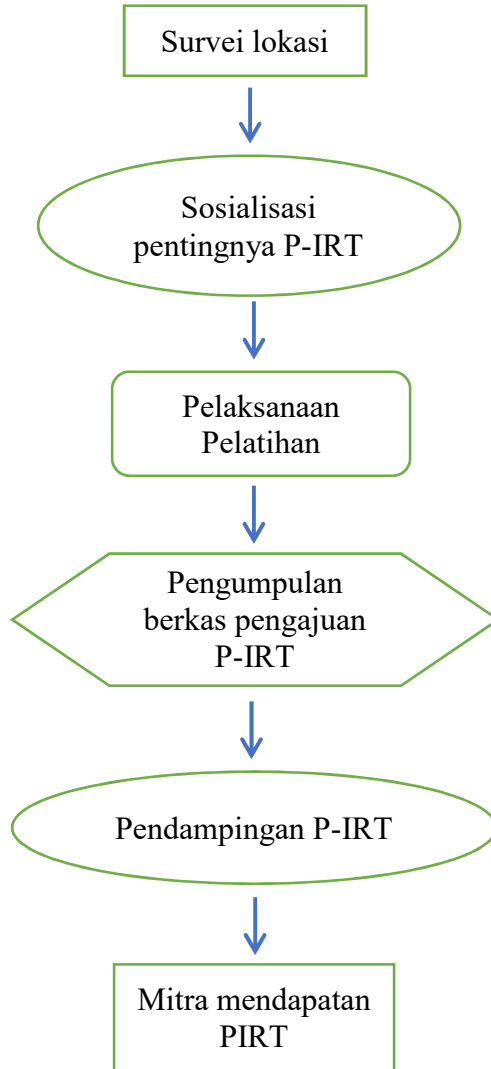 Survei lokasi
Sosialisasi
pentingnya P-IRT
Pelaksanaan
Pelatihan
Pengumpulan
berkas pengajuan
P-IRT
Pendampingan P-IRT
Mitra mendapatan
PIRT